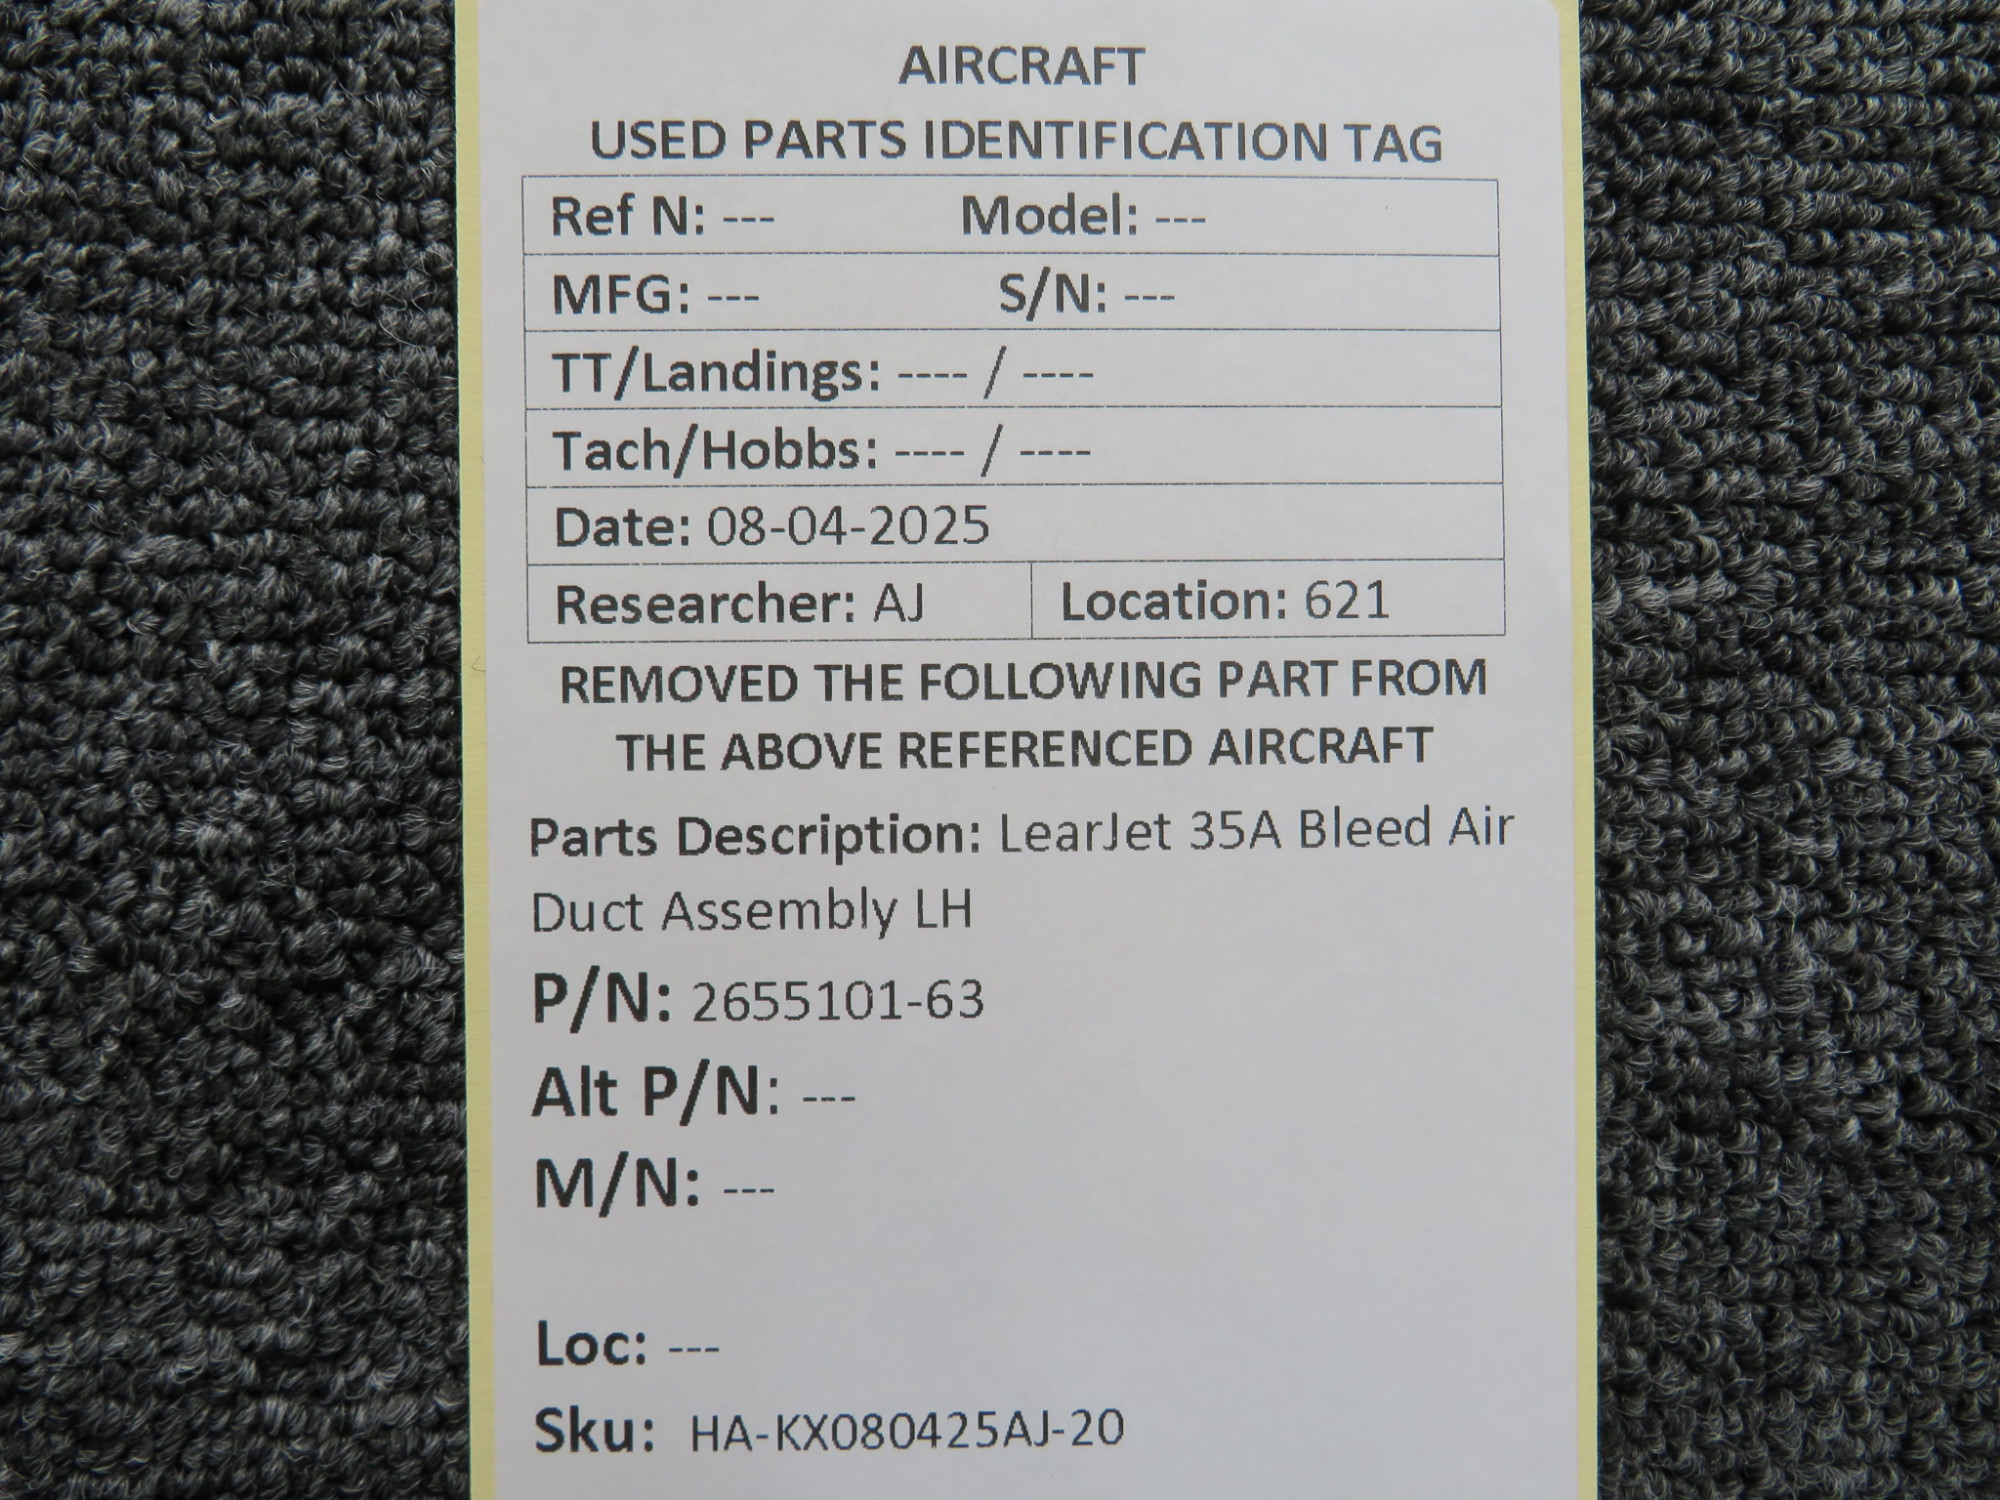 AIRCRAFT
USED PARTS IDENTIFICATION TAG
Ref N: --- Model: ---
MFG: --- S/N: ---
TT/Landings: ---- / ----
Tach/Hobbs: ---- / ----
Date: 08-04-2025
Researcher: AJ Location: 621
REMOVED THE FOLLOWING PART FROM
THE ABOVE REFERENCED AIRCRAFT
Parts Description: LearJet 35A Bleed Air
Duct Assembly LH
P/N: 2655101-63
Alt P/N: ---
M/N: ---
Loc: ---
Sku: HA-KX080425AJ-20